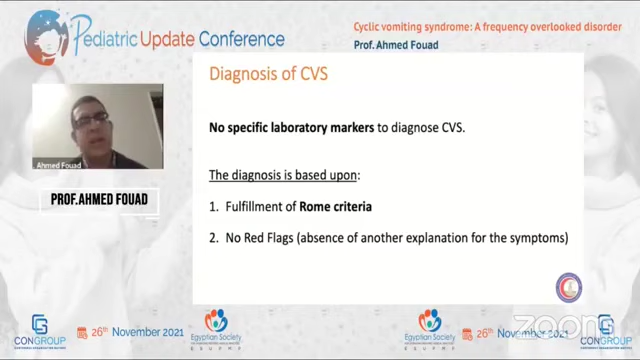 Pediatric Update Conference
Cyclic vomiting syndrome: A frequency overlooked disorder
Prof. Ahmed Fouad
Diagnosis of CVS
No specific laboratory markers to diagnose CVS.
The diagnosis is based upon:
1. Fulfillment of Rome criteria
2. No Red Flags (absence of another explanation for the symptoms)
Ahmed Fouad
PROF.AHMED FOUAD
zoom
CONGROUP
26th November 2021
Egyptian Society
Egyptian Society
26th November 2021
CONGROUP